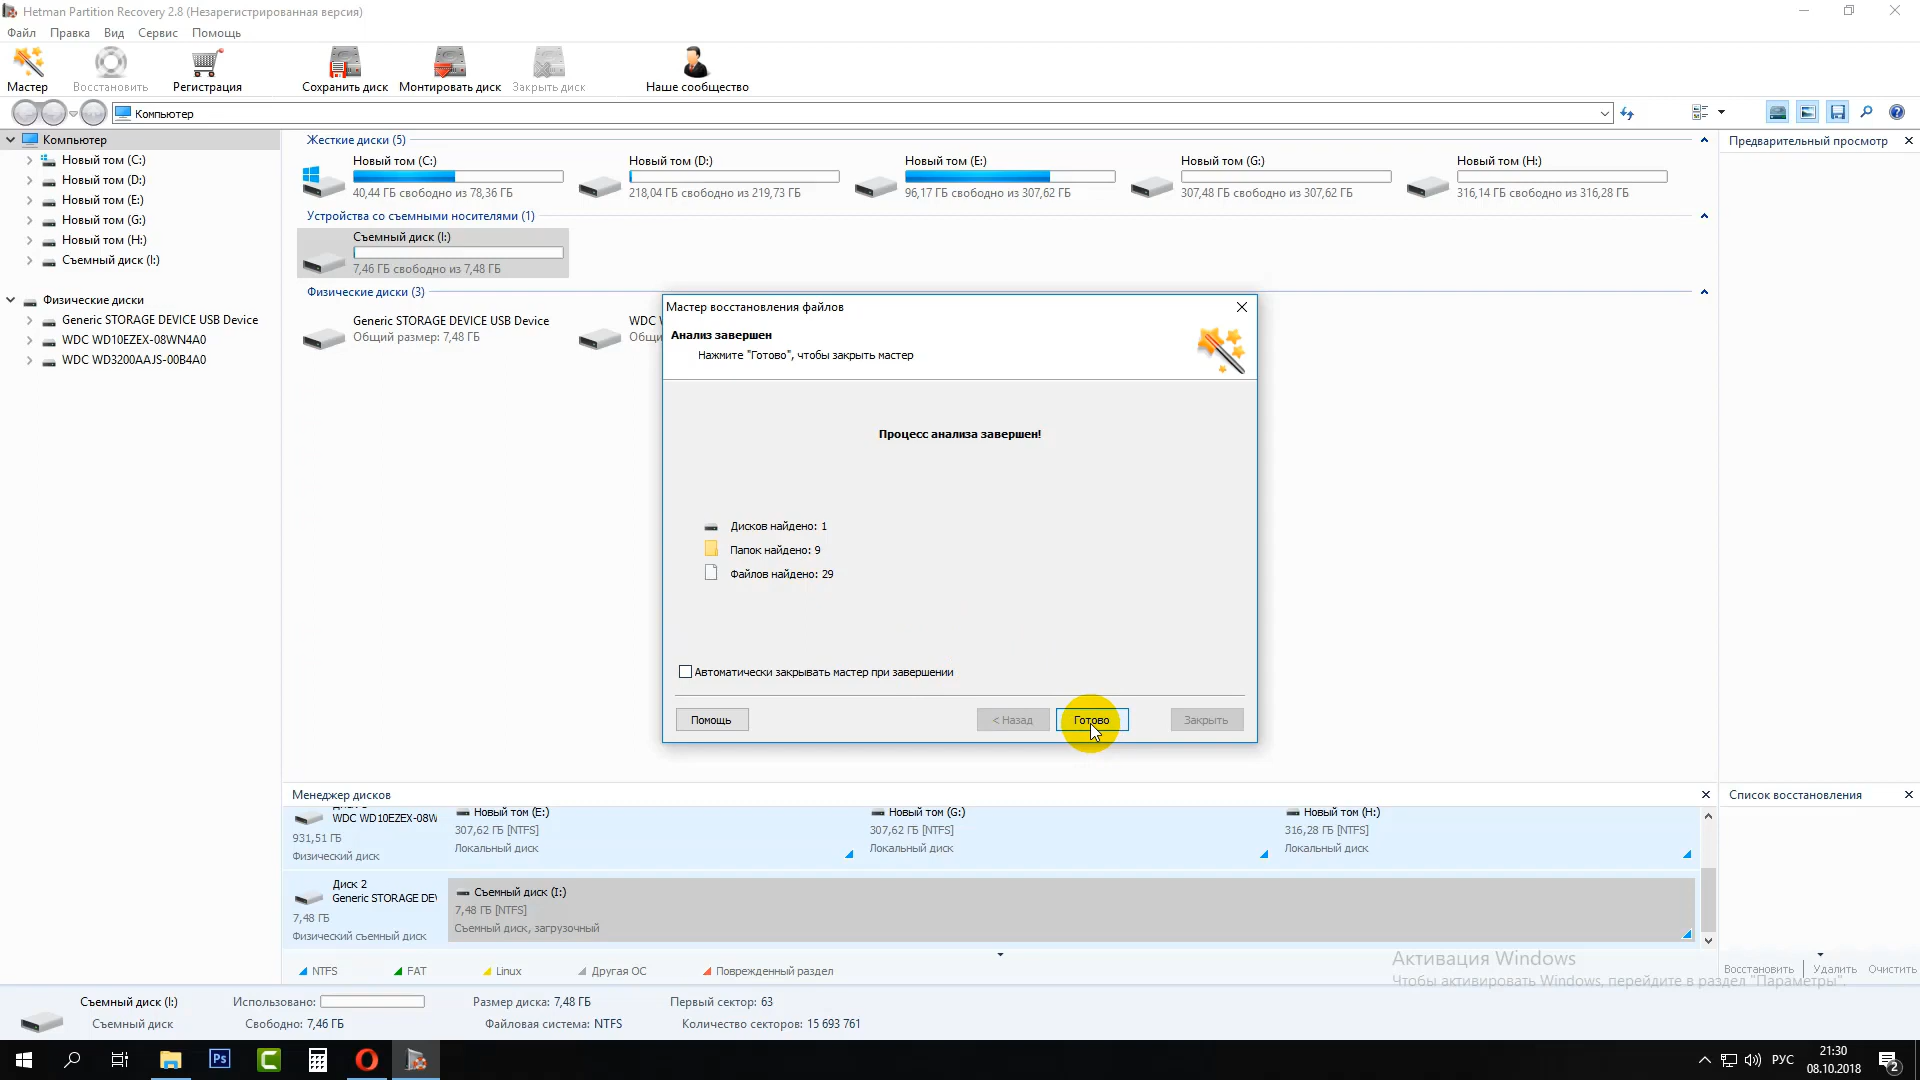 Hetman Partition Recovery 2.8 (Незарегистрированная версия)
Файл Правка Вид Сервис Помощь
Мастер Восстановить Регистрация Сохранить диск Монтировать диск Закрыть диск Наше сообщество
Компьютер
Компьютер
Новый том (C:)
Новый том (D:)
Новый том (E:)
Новый том (G:)
Новый том (H:)
Съемный диск (I:)
Физические диски
Generic STORAGE DEVICE USB Device
WDC WD10EZEX-08WN4A0
WDC WD3200AAJS-00B4A0
Жесткие диски (5)
Новый том (C:)
40,44 ГБ свободно из 78,36 ГБ
Новый том (D:)
218,04 ГБ свободно из 219,73 ГБ
Новый том (E:)
96,17 ГБ свободно из 307,62 ГБ
Новый том (G:)
307,48 ГБ свободно из 307,62 ГБ
Новый том (H:)
316,14 ГБ свободно из 316,28 ГБ
Устройства со съемными носителями (1)
Съемный диск (I:)
7,46 ГБ свободно из 7,48 ГБ
Физические диски (3)
Generic STORAGE DEVICE USB Device
Общий размер: 7,48 ГБ
WDC
Предварительный просмотр
Мастер восстановления файлов
Анализ завершен
Нажмите "Готово", чтобы закрыть мастер
Процесс анализа завершен!
Дисков найдено: 1
Папок найдено: 9
Файлов найдено: 29
Автоматически закрывать мастер при завершении
Помощь < Назад Готово Закрыть
Менеджер дисков
WDC WD10EZEX-08W
931,51 ГБ
Физический диск
Новый том (E:)
307,62 ГБ [NTFS]
Локальный диск
Новый том (G:)
307,62 ГБ [NTFS]
Локальный диск
Новый том (H:)
316,28 ГБ [NTFS]
Локальный диск
Диск 2
Generic STORAGE DE
7,48 ГБ
Физический съемный диск
Съемный диск (I:)
7,48 ГБ [NTFS]
Съемный диск, загрузочный
NTFS FAT Linux Другая ОС Поврежденный раздел
Список восстановления
Восстановить Удалить Очистить
Активация Windows
Чтобы активировать Windows, перейдите в раздел "Параметры".
Съемный диск (I:)
Съемный диск
Использовано:
Свободно: 7,46 ГБ
Размер диска: 7,48 ГБ
Файловая система: NTFS
Первый сектор: 63
Количество секторов: 15 693 761
Ps
РУС
21:30
08.10.2018
2